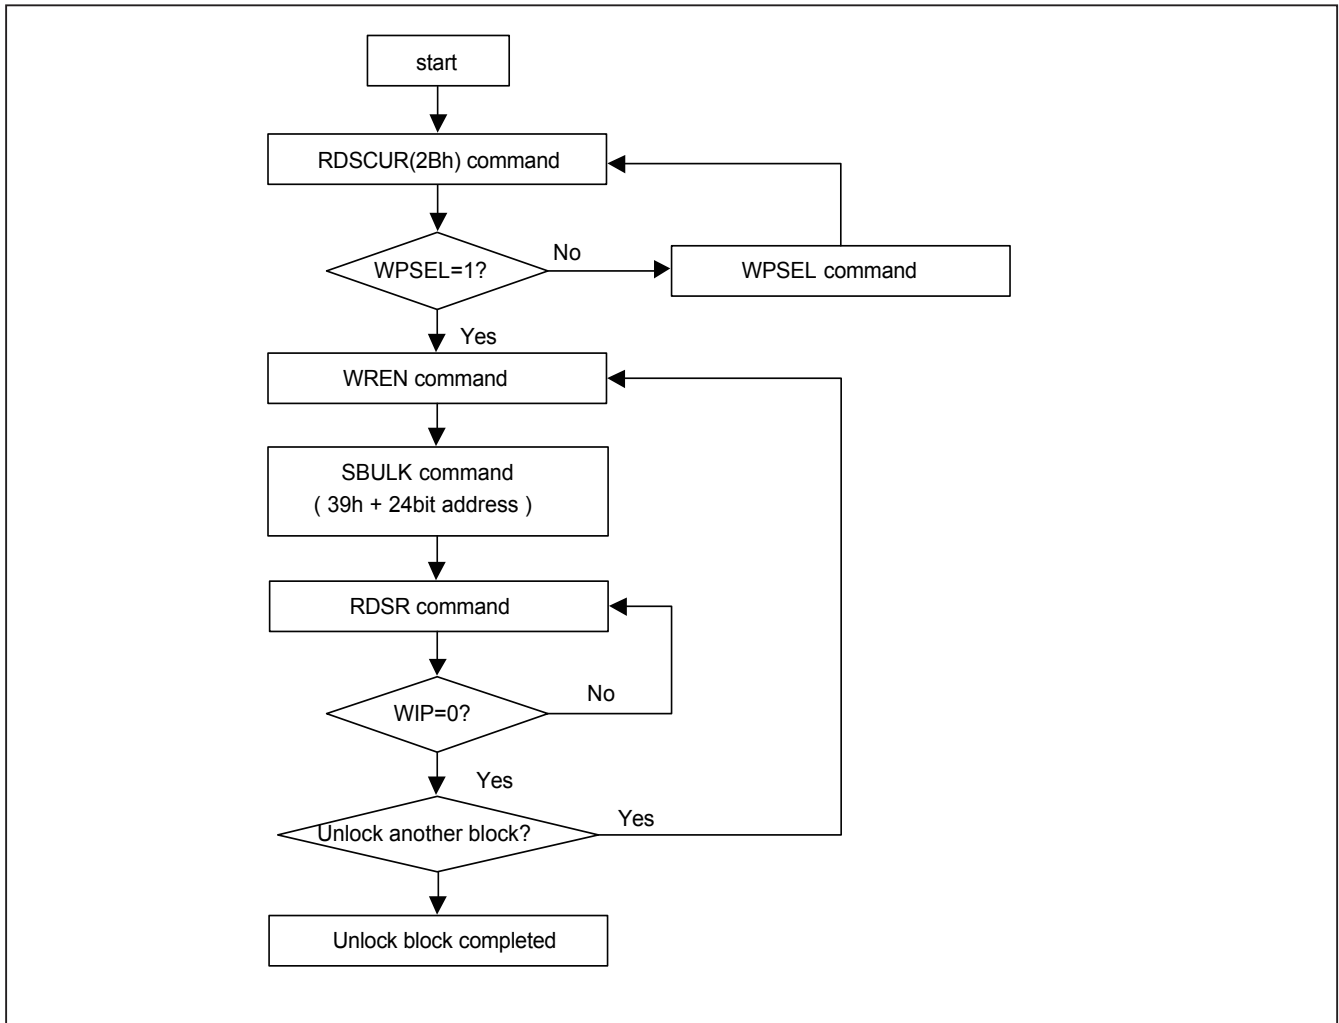 start
RDSCUR(2Bh) command
WPSEL=1?
No
WPSEL command
Yes
WREN command
SBULK command
( 39h + 24bit address )
RDSR command
WIP=0?
No
Yes
Unlock another block?
Yes
Unlock block completed